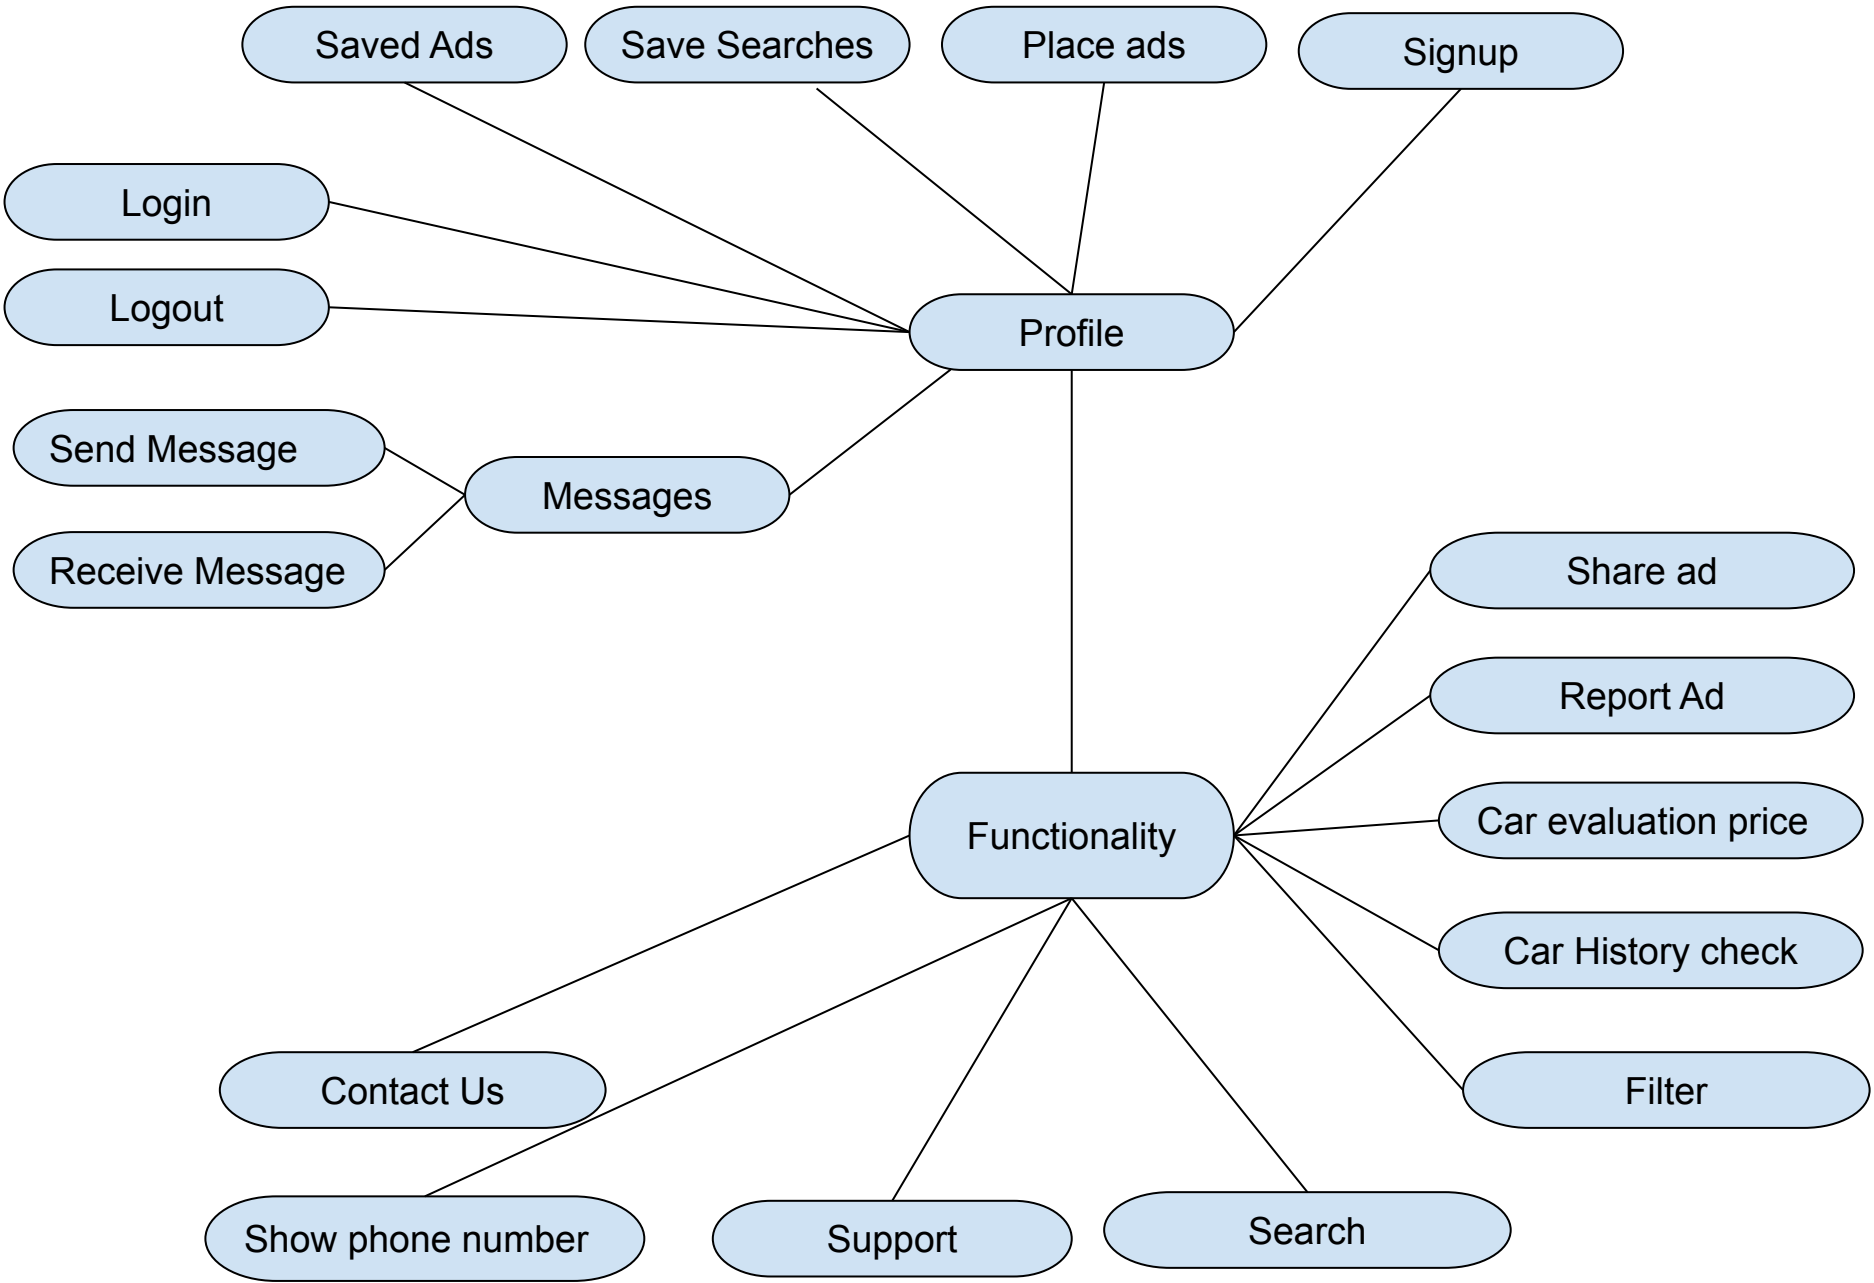 Saved Ads
Save Searches
Place ads
Signup
Login
Logout
Profile
Send Message
Messages
Receive Message
Share ad
Report Ad
Car evaluation price
Functionality
Car History check
Contact Us
Filter
Show phone number
Support
Search